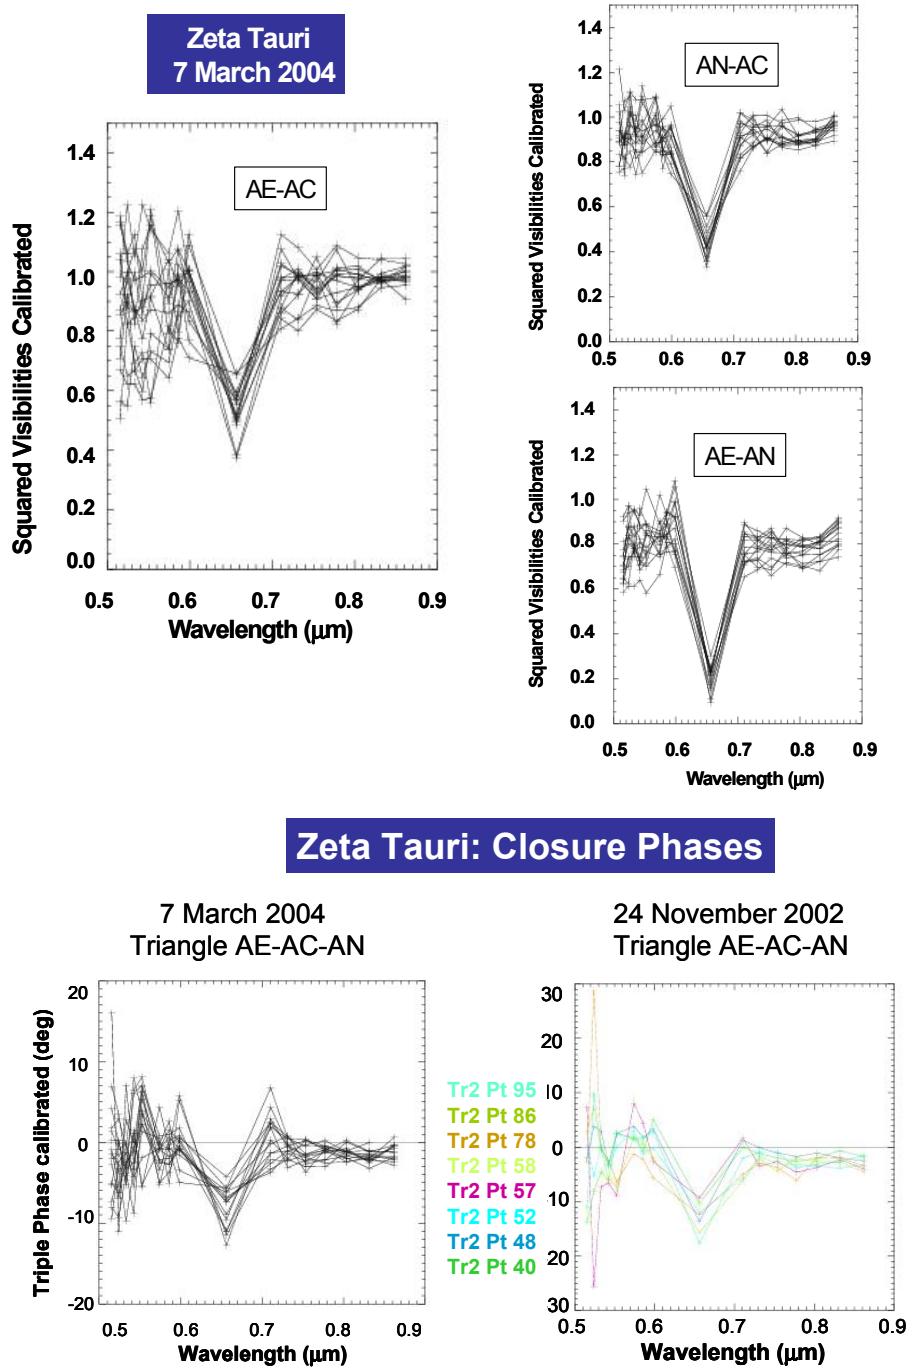 Zeta Tauri
7 March 2004
AE-AC
Squared Visibilities Calibrated
1.4
1.2
1.0
0.8
0.6
0.4
0.2
0.0
0.5 0.6 0.7 0.8 0.9
Wavelength (μm)
AN-AC
Squared Visibilities Calibrated
1.5
1.4
1.2
1.0
0.8
0.6
0.4
0.2
0.0
0.5 0.6 0.7 0.8 0.9
AE-AN
Squared Visibilities Calibrated
1.4
1.2
1.0
0.8
0.6
0.4
0.2
0.0
0.5 0.6 0.7 0.8 0.9
Wavelength (μm)
Zeta Tauri: Closure Phases
7 March 2004
Triangle AE-AC-AN
Triple Phase calibrated (deg)
20
10
0
-10
-20
0.5 0.6 0.7 0.8 0.9
Wavelength (μm)
24 November 2002
Triangle AE-AC-AN
Tr2 Pt 95
Tr2 Pt 86
Tr2 Pt 78
Tr2 Pt 58
Tr2 Pt 57
Tr2 Pt 52
Tr2 Pt 48
Tr2 Pt 40
30
20
10
0
10
20
30
0.5 0.6 0.7 0.8 0.9
Wavelength (μm)